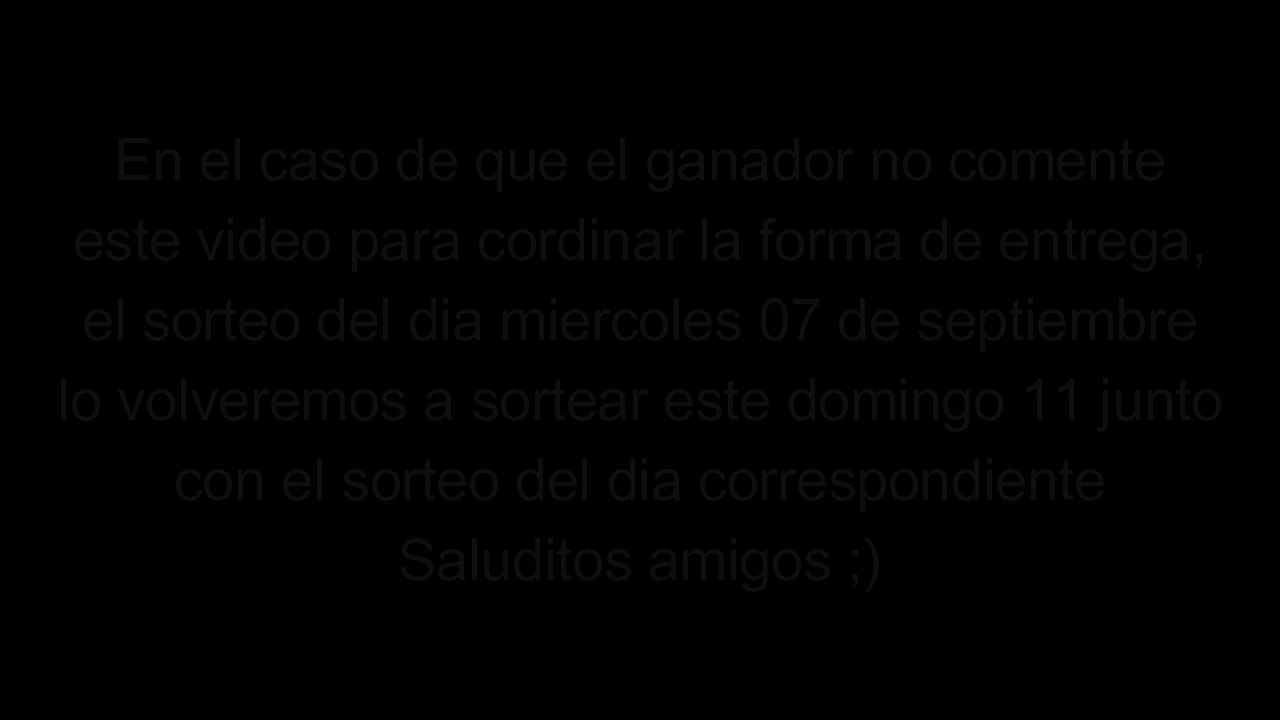 En el caso de que el ganador no comente
este video para cordinar la forma de entrega,
el sorteo del dia miercoles 07 de septiembre
lo volveremos a sortear este domingo 11 junto
con el sorteo del dia correspondiente
Saluditos amigos ;)